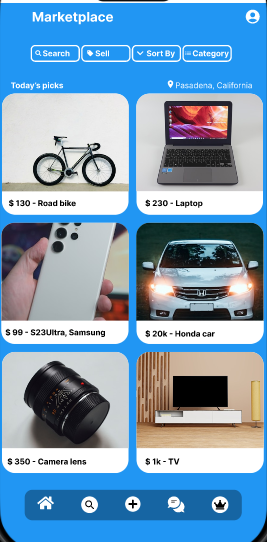 Marketplace
Search Sell Sort By Category
Today's picks Pasadena, California
$ 130 - Road bike $ 230 - Laptop
$ 99 - S23Ultra, Samsung $ 20k - Honda car
$ 350 - Camera lens $ 1k - TV